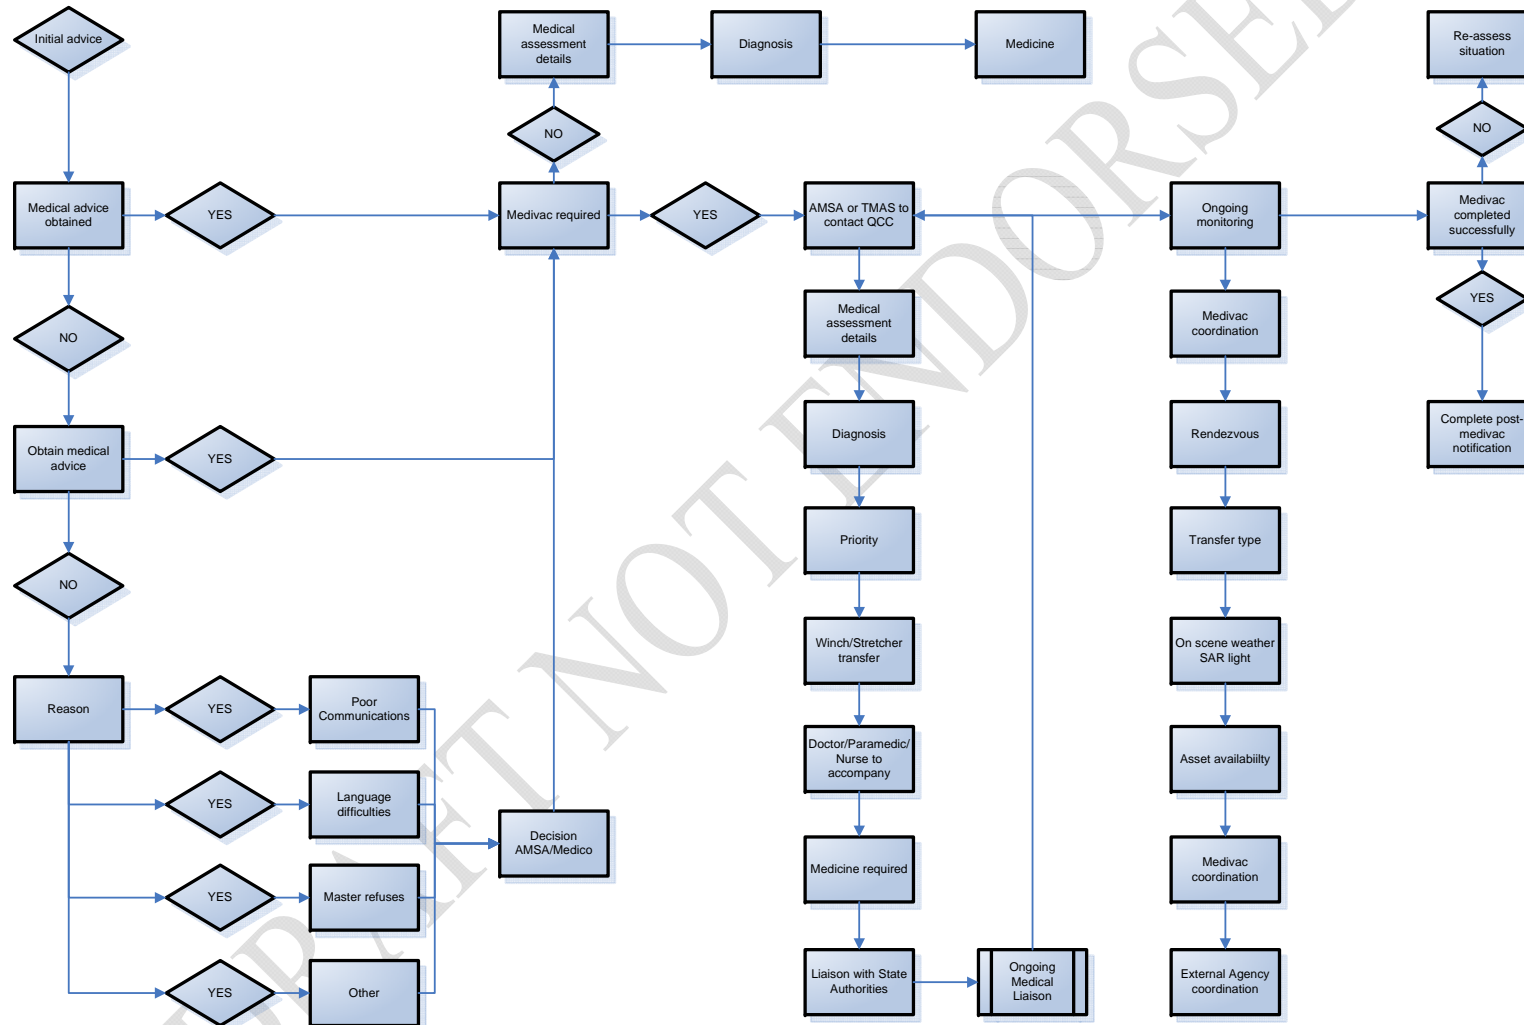 Initial advice
Medical
assessment
details
Diagnosis
Medicine
Re-assess
situation
NO
NO
Medical advice
obtained
YES
Medivac required
YES
AMSA or TMAS to
contact QCC
Ongoing
monitoring
Medivac
completed
successfully
NO
Medical
assessment
details
Medivac
coordination
YES
Obtain medical
advice
YES
Diagnosis
Rendezvous
Complete post-
medivac
notification
NO
Priority
Transfer type
Winch/Stretcher
transfer
On scene weather
SAR light
Reason
YES
Poor
Communications
Doctor/Paramedic/
Nurse to
accompany
Asset availabiilty
YES
Language
difficulties
Decision
AMSA/Medico
Medicine required
Medivac
coordination
YES
Master refuses
YES
Other
Liaison with State
Authorities
Ongoing
Medical
Liaison
External Agency
coordination
DRAFT NOT ENDORSED